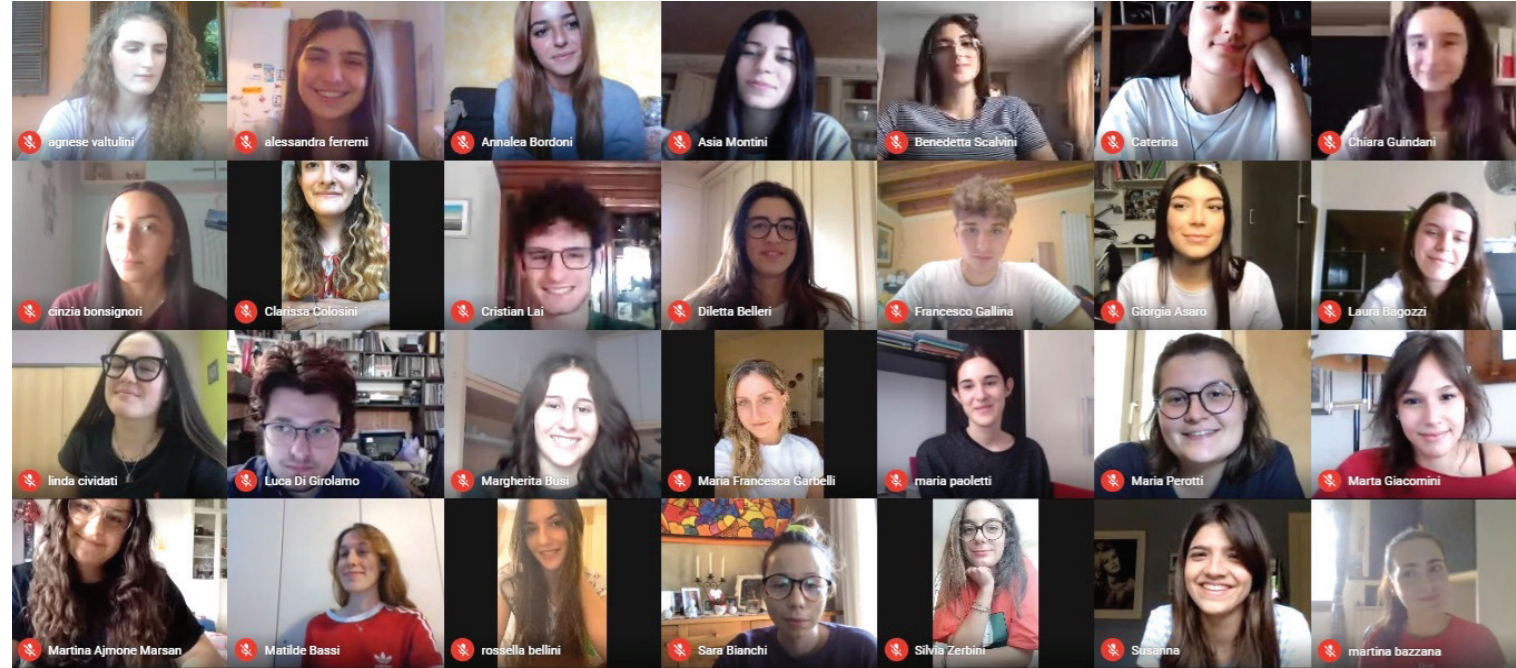 agnese valtulini
alessandra ferremi
Annalea Bordoni
Asia Montini
Benedetta Scalvini
Caterina
Chiara Guindani
cinzia bonsignori
Clarissa Colosini
Cristian Lai
Diletta Belleri
Francesco Gallina
Giorgia Asaro
Laura Bagozzi
linda cividati
Luca Di Girolamo
Margherita Busi
Maria Francesca Garbelli
maria paoletti
Maria Perotti
Marta Giacomini
Martina Ajmone Marsan
Matilde Bassi
rossella bellini
Sara Bianchi
Silvia Zerbini
Susanna
martina bazzana